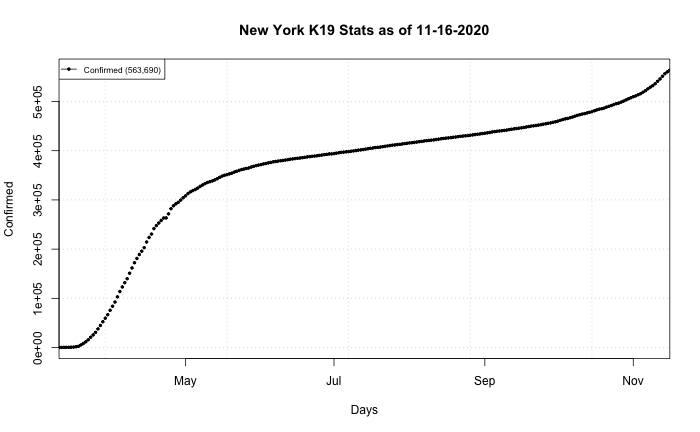 New York K19 Stats as of 11-16-2020
Confirmed (563,690)
Confirmed
5e+05
4e+05
3e+05
2e+05
1e+05
0e+00
May Jul Sep Nov
Days